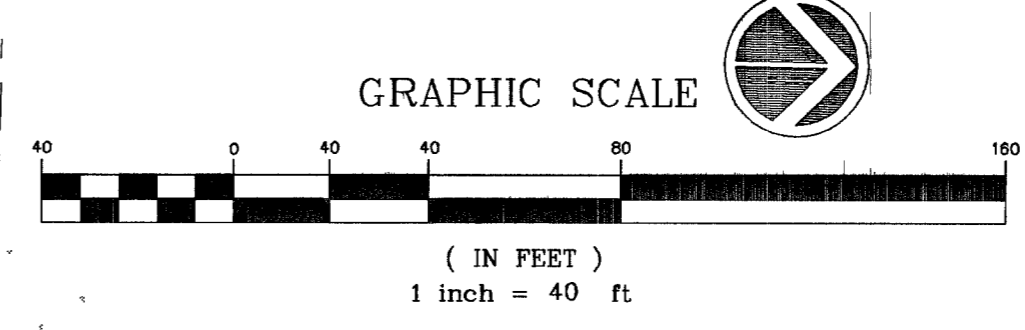 GRAPHIC SCALE
40 0 40 40 80 160
( IN FEET )
1 inch = 40 ft